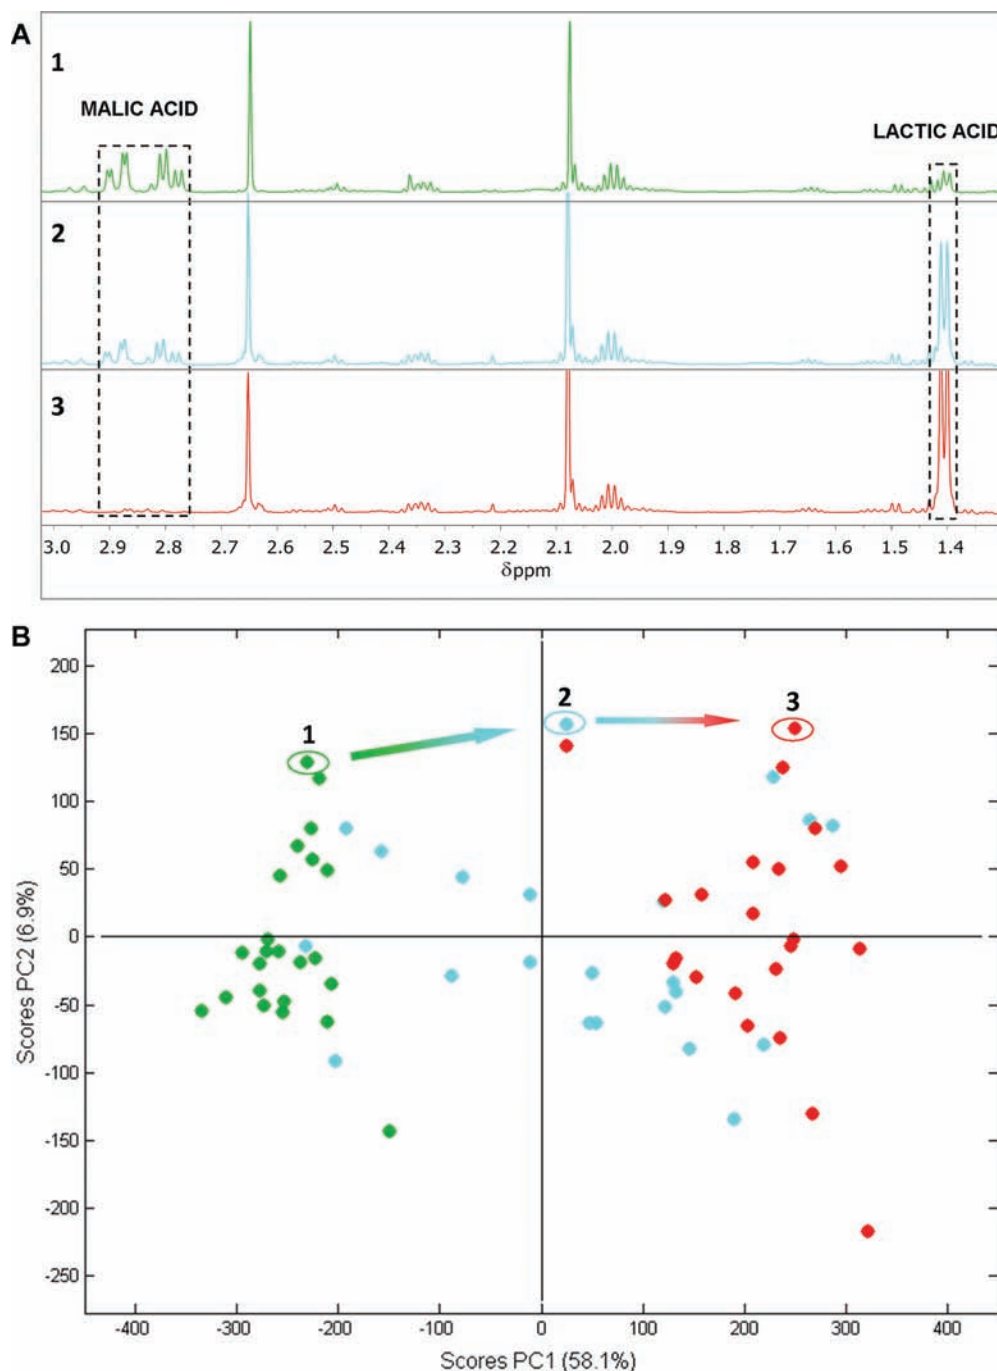 A
1
MALIC ACID
LACTIC ACID
2
3
3.0 2.9 2.8 2.7 2.6 2.5 2.4 2.3 2.2 2.1 2.0 1.9 1.8 1.7 1.6 1.5 1.4
δppm
B
200
150
100
50
0
-50
-100
-150
-200
-250
1
2
3
-400 -300 -200 -100 0 100 200 300 400
Scores PC2 (6.9%)
Scores PC1 (58.1%)